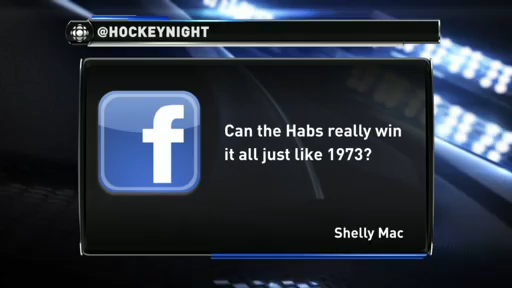 @HOCKEYNIGHT
f
Can the Habs really win
it all just like 1973?
Shelly Mac